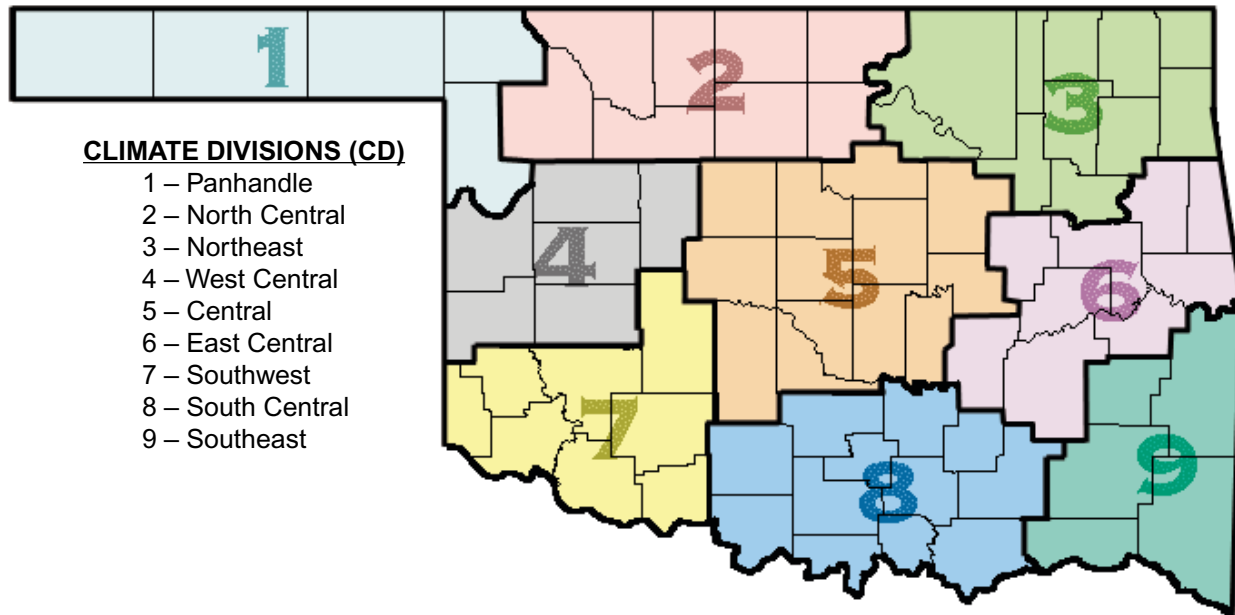 1
2
3
CLIMATE DIVISIONS (CD)
1 – Panhandle
2 – North Central
3 – Northeast
4 – West Central
5 – Central
6 – East Central
7 – Southwest
8 – South Central
9 – Southeast
4
5
6
7
8
9